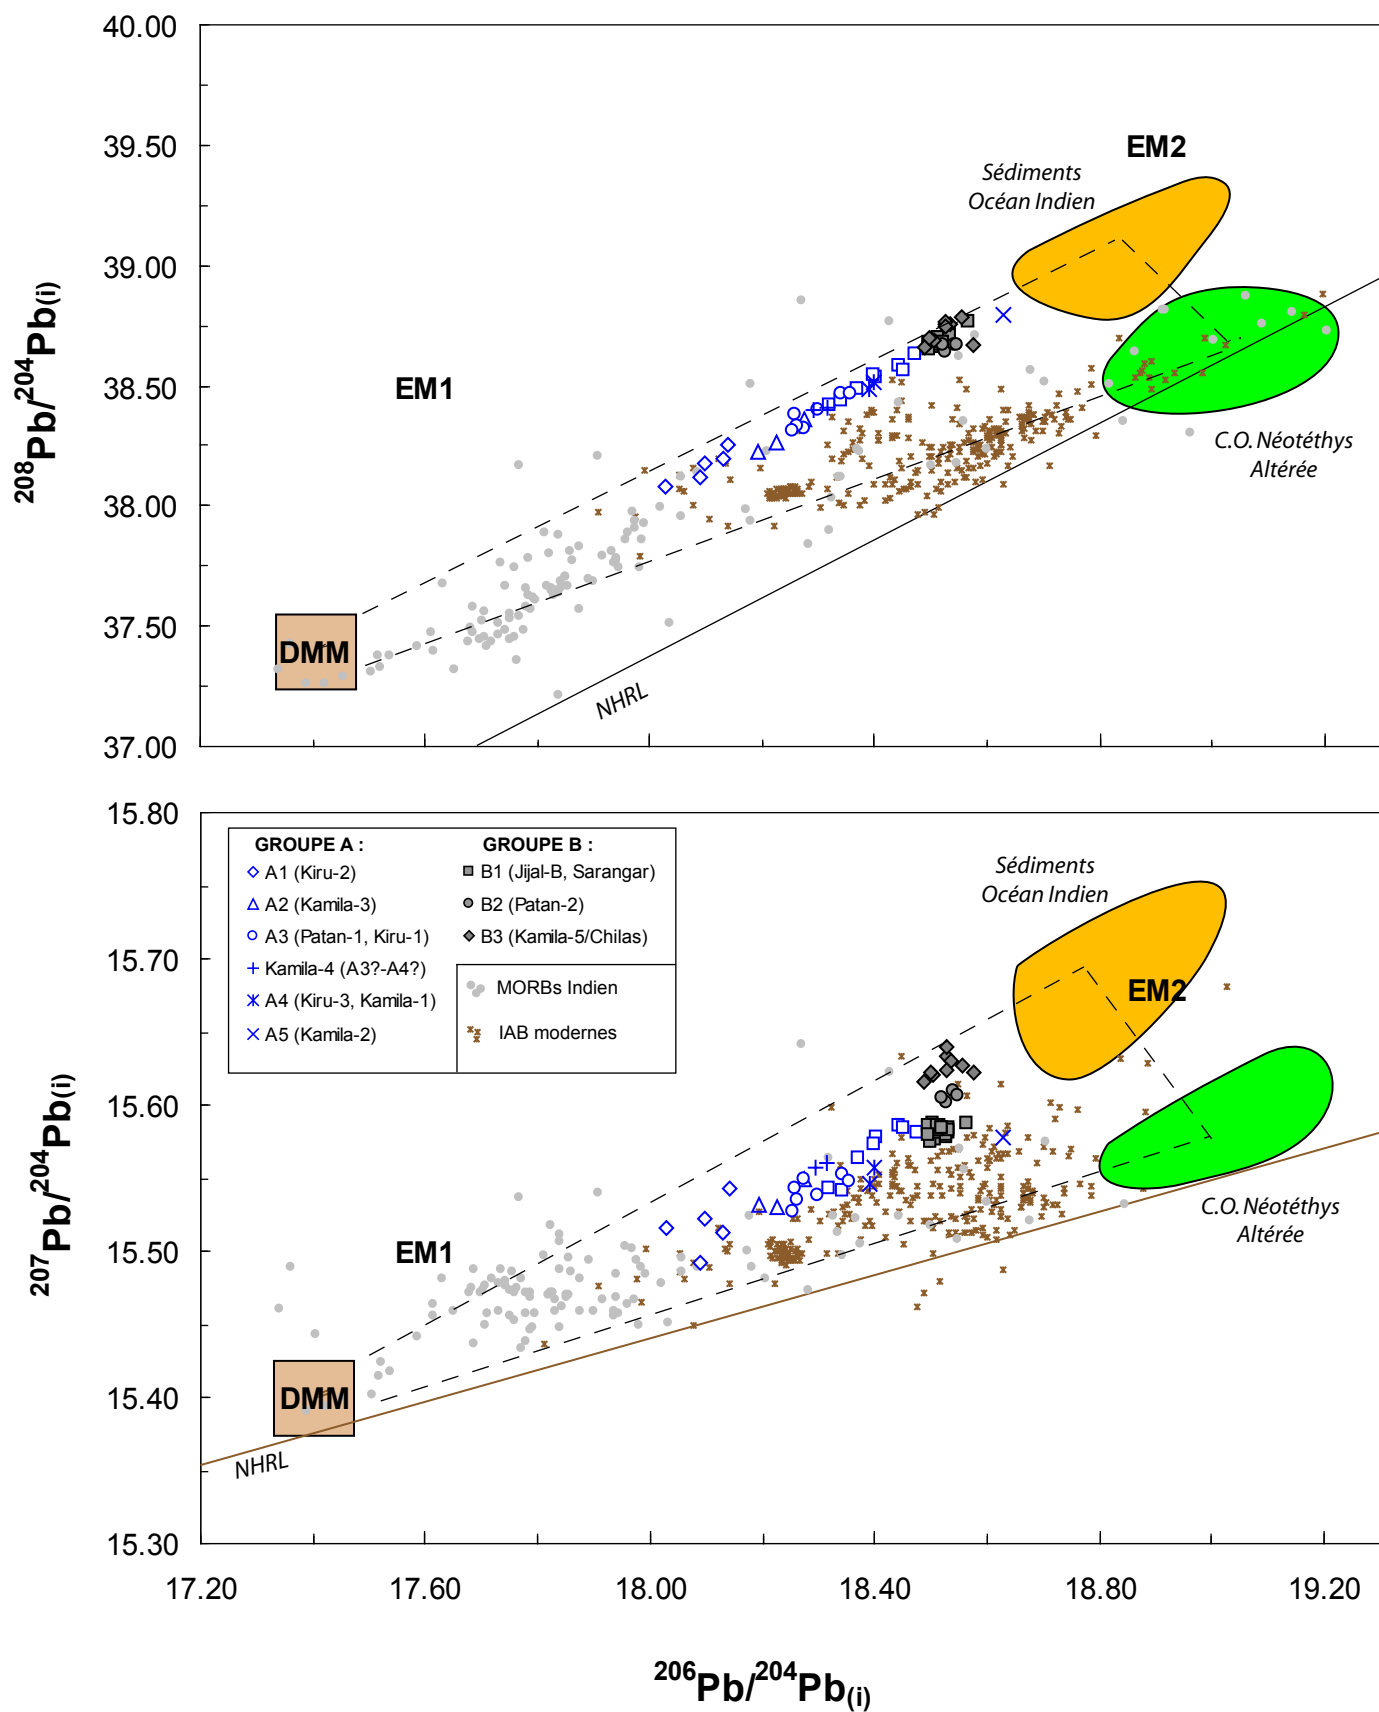 40.00
39.50
39.00
38.50
38.00
37.50
37.00
208Pb/204Pb(i)
EM2
Sédiments
Océan Indien
EM1
C.O. Néotéthys
Altérée
DMM
NHRL
15.80
15.70
15.60
15.50
15.40
15.30
207Pb/204Pb(i)
GROUPE A :
A1 (Kiru-2)
A2 (Kamila-3)
A3 (Patan-1, Kiru-1)
Kamila-4 (A3?-A4?)
A4 (Kiru-3, Kamila-1)
A5 (Kamila-2)
GROUPE B :
B1 (Jijal-B, Sarangar)
B2 (Patan-2)
B3 (Kamila-5/Chilas)
MORBs Indien
IAB modernes
Sédiments
Océan Indien
EM2
EM1
C.O. Néotéthys
Altérée
DMM
NHRL
17.20 17.60 18.00 18.40 18.80 19.20
206Pb/204Pb(i)